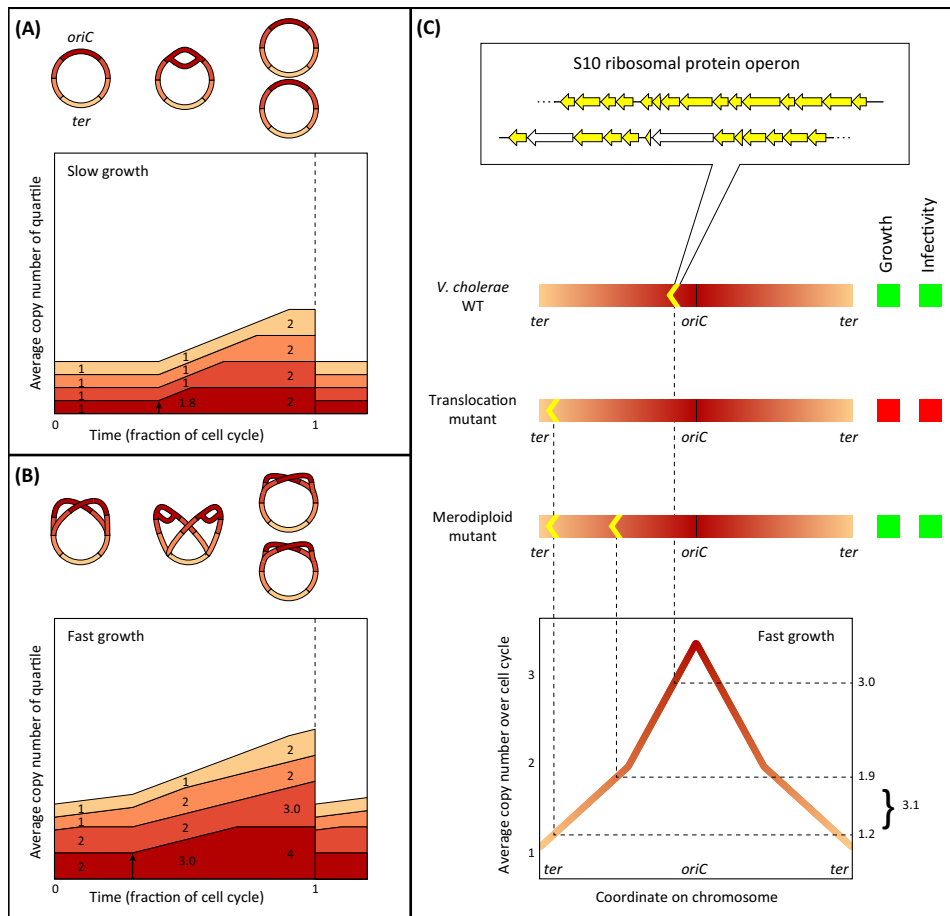 (A)
oriC
ter
Slow growth
Average copy number of quartile
1
1
1
1
1
1
1
1.8
2
2
2
2
0
1
Time (fraction of cell cycle)
(B)
Fast growth
Average copy number of quartile
1
1
2
2
1
2
2
3.0
2
2
3.0
4
0
1
Time (fraction of cell cycle)
(C)
S10 ribosomal protein operon
Growth
Infectivity
V. cholerae
WT
ter
oriC
ter
Translocation
mutant
ter
oriC
ter
Merodiploid
mutant
ter
oriC
ter
Fast growth
Average copy number over cell cycle
3
2
1
3.0
1.9
3.1
1.2
ter
oriC
ter
Coordinate on chromosome